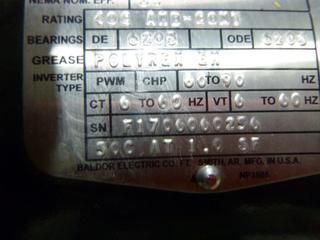 NEMA NOM. EFF.
RATING 40C AMB-CONT
BEARINGS DE 6205 ODE 6203
GREASE POLYREX EM
INVERTER TYPE PWM CHP 60 TO 90 HZ
CT 6 TO 60 HZ VT 6 TO 60 HZ
SN F1706060
50C AT 1.0 SF
BALDOR ELECTRIC CO. FT. SMITH, AR. MFG. IN U.S.A.